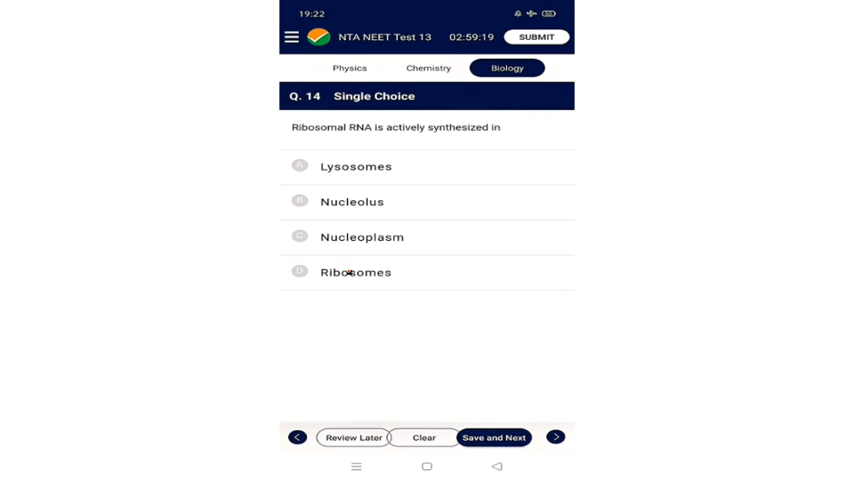 19:22
NTA NEET Test 13 02:59:19 SUBMIT
Physics Chemistry Biology
Q. 14 Single Choice
Ribosomal RNA is actively synthesized in
A Lysosomes
B Nucleolus
C Nucleoplasm
D Ribosomes
Review Later Clear Save and Next